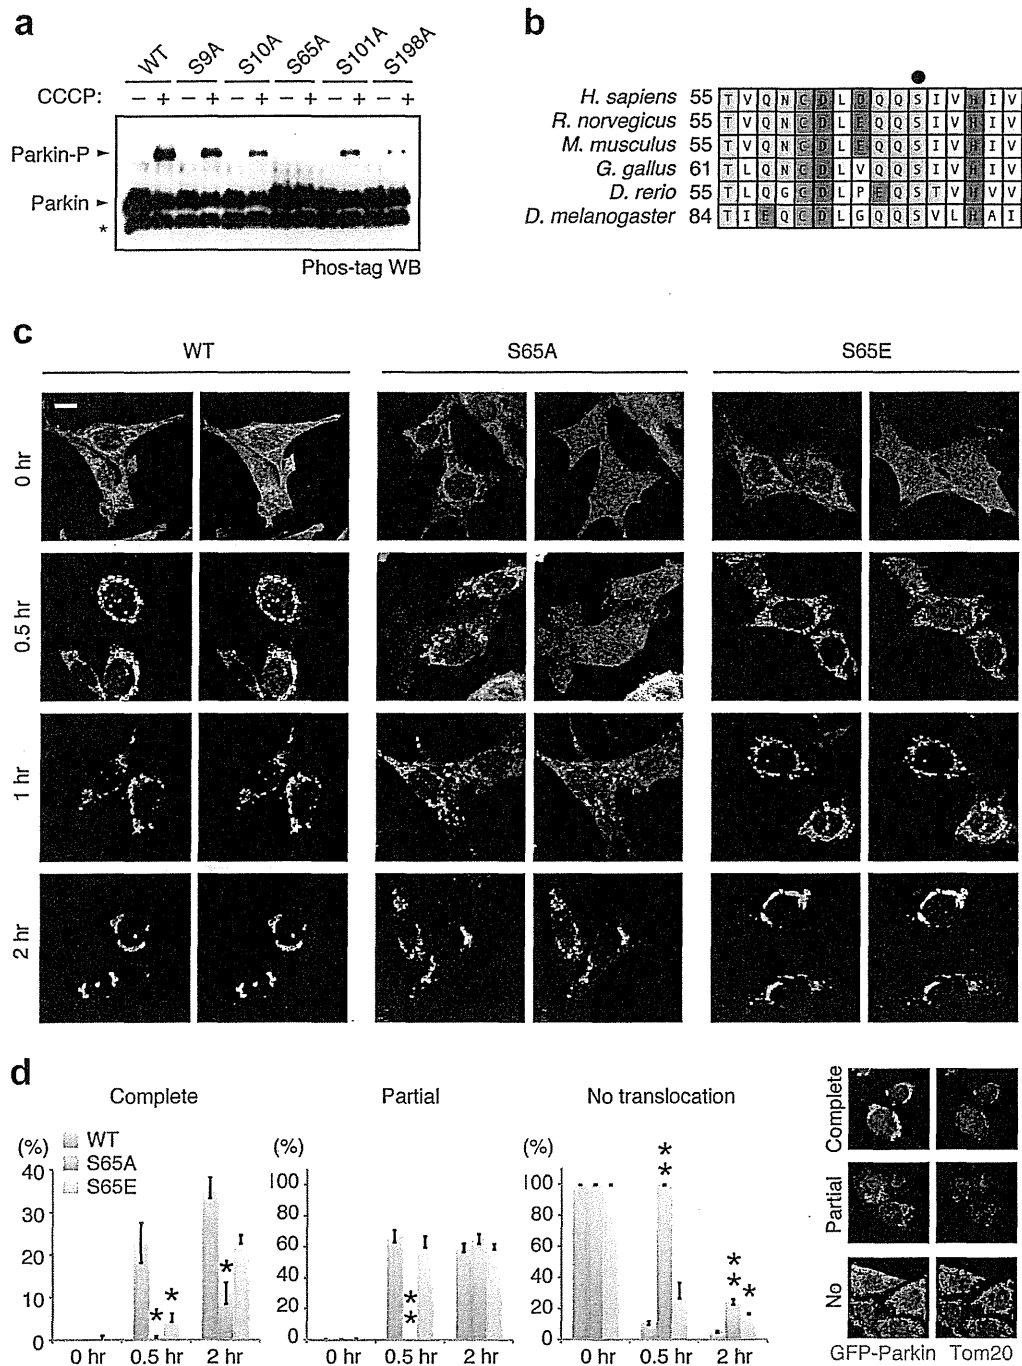 a
WT S9A S10A S65A S101A S198A
CCCP: − + − + − + − + − + − +
Parkin-P ►
Parkin ►
*
Phos-tag WB
b
H. sapiens 55 T V Q N C D L D Q Q S I V H I V
R. norvegicus 55 T V Q N C D L E Q Q S I V H I V
M. musculus 55 T V Q N C D L E Q Q S I V H I V
G. gallus 61 T L Q N C D L V Q Q S I V H I V
D. rerio 55 T L Q G C D L P E Q S T V H V V
D. melanogaster 84 T I E Q C D L G Q Q S V L H A I
c
WT S65A S65E
0 hr
0.5 hr
1 hr
2 hr
d
Complete
(%)
WT
S65A
S65E
40
30
20
10
0
0 hr 0.5 hr 2 hr
* * *
Partial
(%)
100
80
60
40
20
0
0 hr 0.5 hr 2 hr
* *
No translocation
(%)
100
80
60
40
20
0
0 hr 0.5 hr 2 hr
* * * * *
Complete
Partial
No
GFP-Parkin Tom20